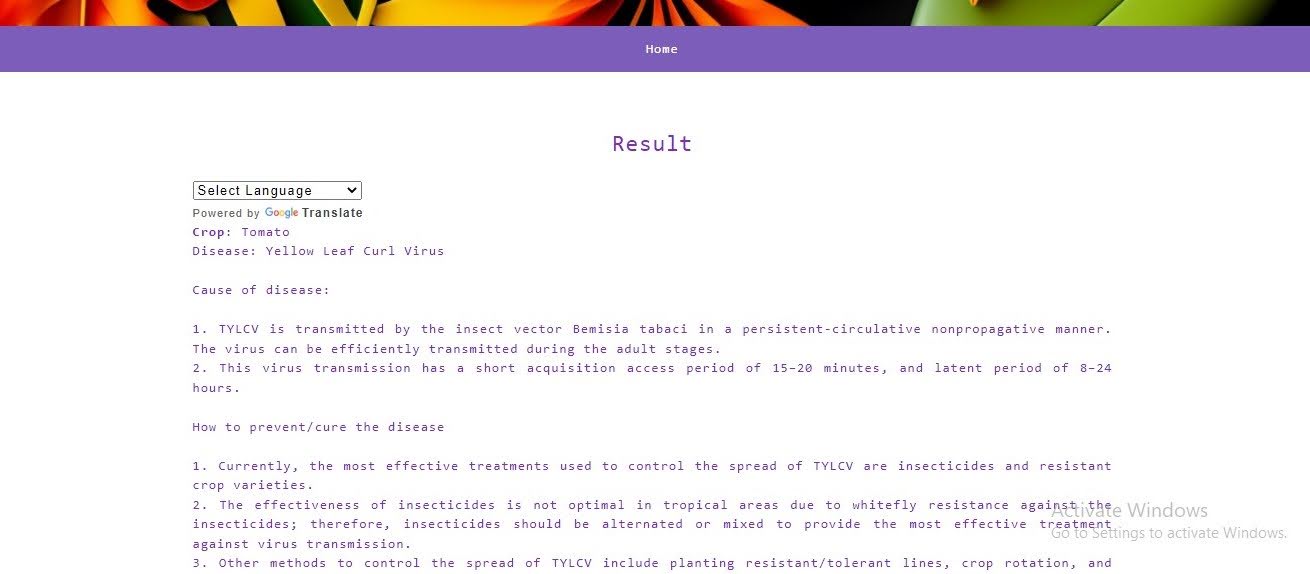 Home
Result
Select Language
Powered by Google Translate
Crop: Tomato
Disease: Yellow Leaf Curl Virus
Cause of disease:
1. TYLCV is transmitted by the insect vector Bemisia tabaci in a persistent-circulative nonpropagative manner.
The virus can be efficiently transmitted during the adult stages.
2. This virus transmission has a short acquisition access period of 15–20 minutes, and latent period of 8–24
hours.
How to prevent/cure the disease
1. Currently, the most effective treatments used to control the spread of TYLCV are insecticides and resistant
crop varieties.
2. The effectiveness of insecticides is not optimal in tropical areas due to whitefly resistance against the
insecticides; therefore, insecticides should be alternated or mixed to provide the most effective treatment
against virus transmission.
3. Other methods to control the spread of TYLCV include planting resistant/tolerant lines, crop rotation, and
Activate Windows
Go to Settings to activate Windows.